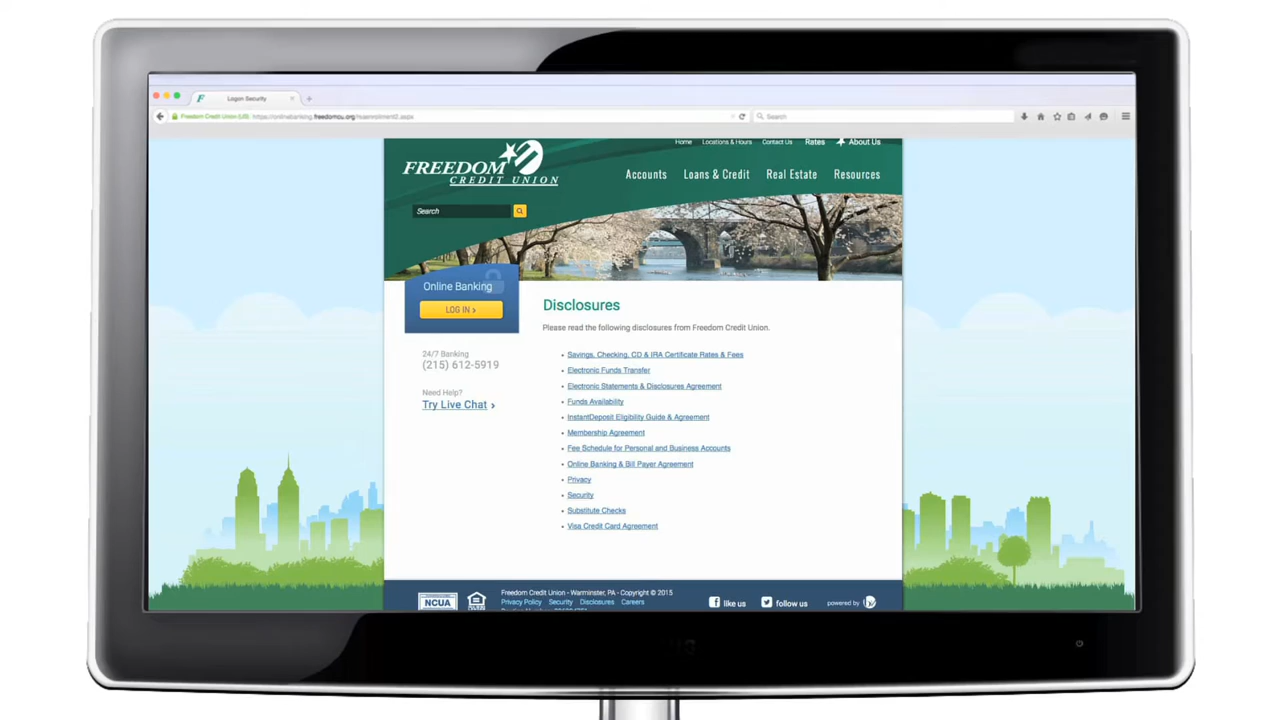 Logon Security
Freedom Credit Union (US) https://onlinebanking.freedomcu.org
Search
Home Locations & Hours Contact Us Rates About Us
FREEDOM
CREDIT UNION
Accounts Loans & Credit Real Estate Resources
Search
Online Banking
LOG IN ›
24/7 Banking
(215) 612-5919
Need Help?
Try Live Chat ›
Disclosures
Please read the following disclosures from Freedom Credit Union.
• Savings, Checking, CD & IRA Certificate Rates & Fees
• Electronic Funds Transfer
• Electronic Statements & Disclosures Agreement
• Funds Availability
• InstantDeposit Eligibility Guide & Agreement
• Membership Agreement
• Fee Schedule for Personal and Business Accounts
• Online Banking & Bill Payer Agreement
• Privacy
• Security
• Substitute Checks
• Visa Credit Card Agreement
NCUA
Freedom Credit Union - Warminster, PA - Copyright © 2015
Privacy Policy Security Disclosures Careers
like us
follow us
powered by